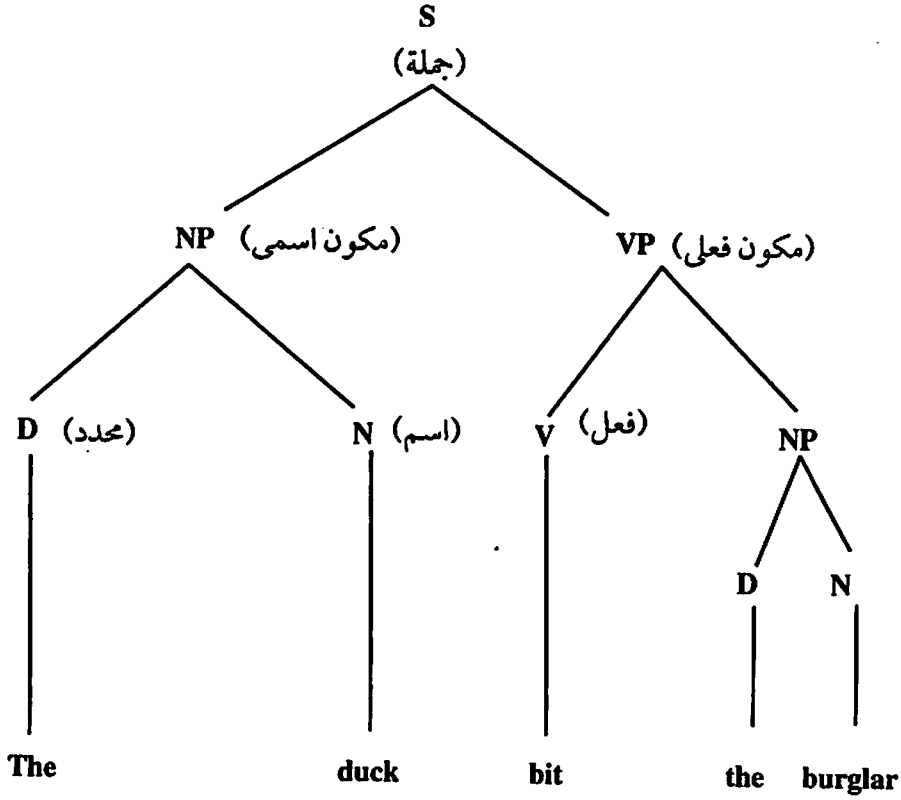 S
(جملة)
NP (مكون اسمى) VP (مكون فعلى)
D (محدد) N (اسم) V (فعل) NP
D N
The duck bit the burglar